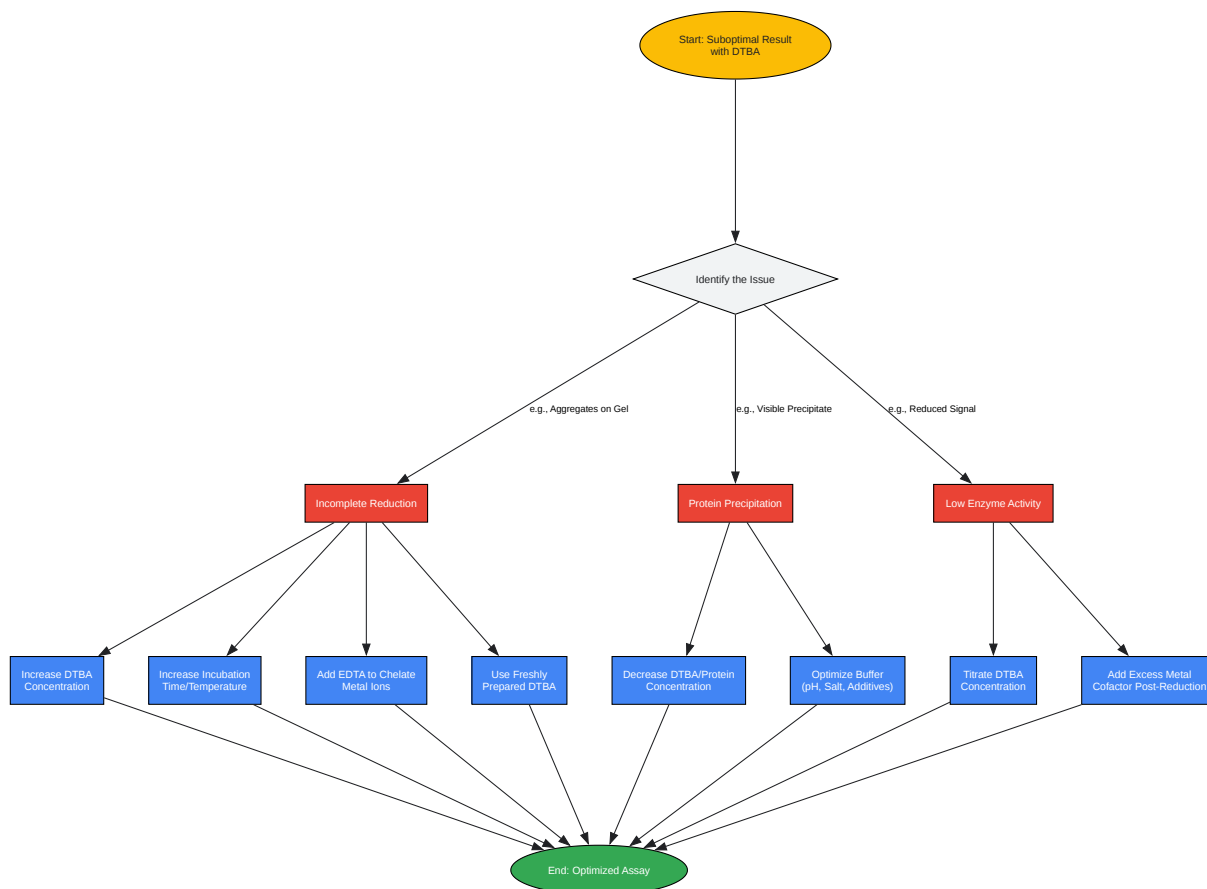 Start: Suboptimal Result
with DTBA
Identify the Issue
e.g., Aggregates on Gel
e.g., Visible Precipitate
e.g., Reduced Signal
Incomplete Reduction
Protein Precipitation
Low Enzyme Activity
Increase DTBA
Concentration
Increase Incubation
Time/Temperature
Add EDTA to Chelate
Metal Ions
Use Freshly
Prepared DTBA
Decrease DTBA/Protein
Concentration
Optimize Buffer
(pH, Salt, Additives)
Titrate DTBA
Concentration
Add Excess Metal
Cofactor Post-Reduction
End: Optimized Assay